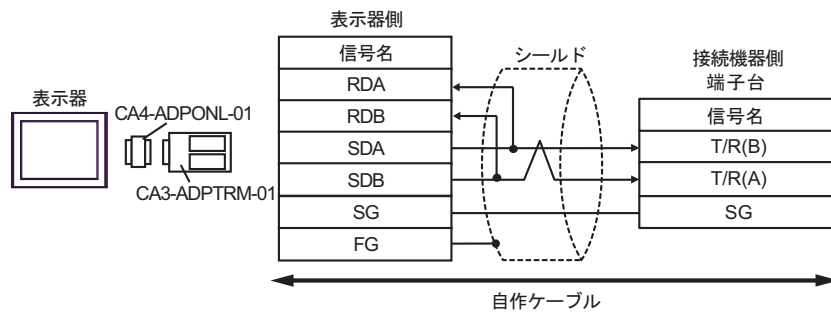 表示器
CA4-ADPONL-01
CA3-ADPTRM-01
表示器側
信号名
RDA
RDB
SDA
SDB
SG
FG
シールド
接続機器側
端子台
信号名
T/R(B)
T/R(A)
SG
自作ケーブル